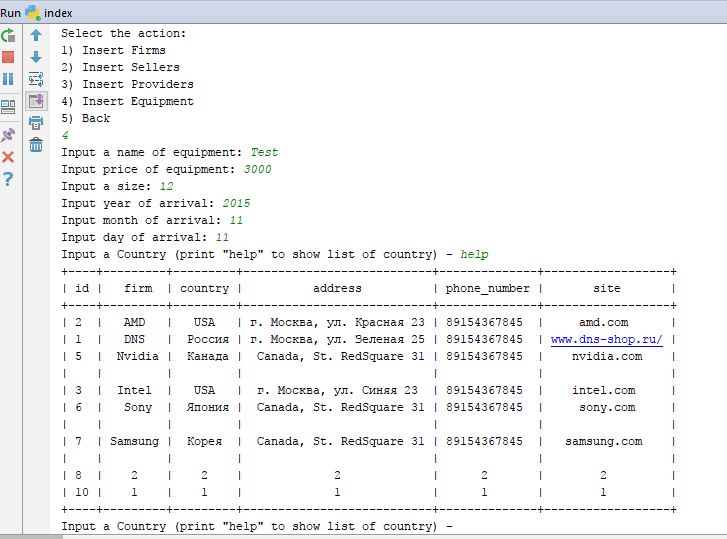 Run index
Select the action:
1) Insert Firms
2) Insert Sellers
3) Insert Providers
4) Insert Equipment
5) Back
4
Input a name of equipment: Test
Input price of equipment: 3000
Input a size: 12
Input year of arrival: 2015
Input month of arrival: 11
Input day of arrival: 11
Input a Country (print "help" to show list of country) - help
+----+---------+---------+----------------------------+--------------+-------------------+
| id | firm | country | address | phone_number | site |
+----+---------+---------+----------------------------+--------------+-------------------+
| 2 | AMD | USA | г. Москва, ул. Красная 23 | 89154367845 | amd.com |
| 1 | DNS | Россия | г. Москва, ул. Зеленая 25 | 89154367845 | www.dns-shop.ru/ |
| 5 | Nvidia | Канада | Canada, St. RedSquare 31 | 89154367845 | nvidia.com |
| | | | | | |
| 3 | Intel | USA | г. Москва, ул. Синяя 23 | 89154367845 | intel.com |
| 6 | Sony | Япония | Canada, St. RedSquare 31 | 89154367845 | sony.com |
| | | | | | |
| 7 | Samsung | Корея | Canada, St. RedSquare 31 | 89154367845 | samsung.com |
| | | | | | |
| 8 | 2 | 2 | 2 | 2 | 2 |
| 10 | 1 | 1 | 1 | 1 | 1 |
+----+---------+---------+----------------------------+--------------+-------------------+
Input a Country (print "help" to show list of country) -